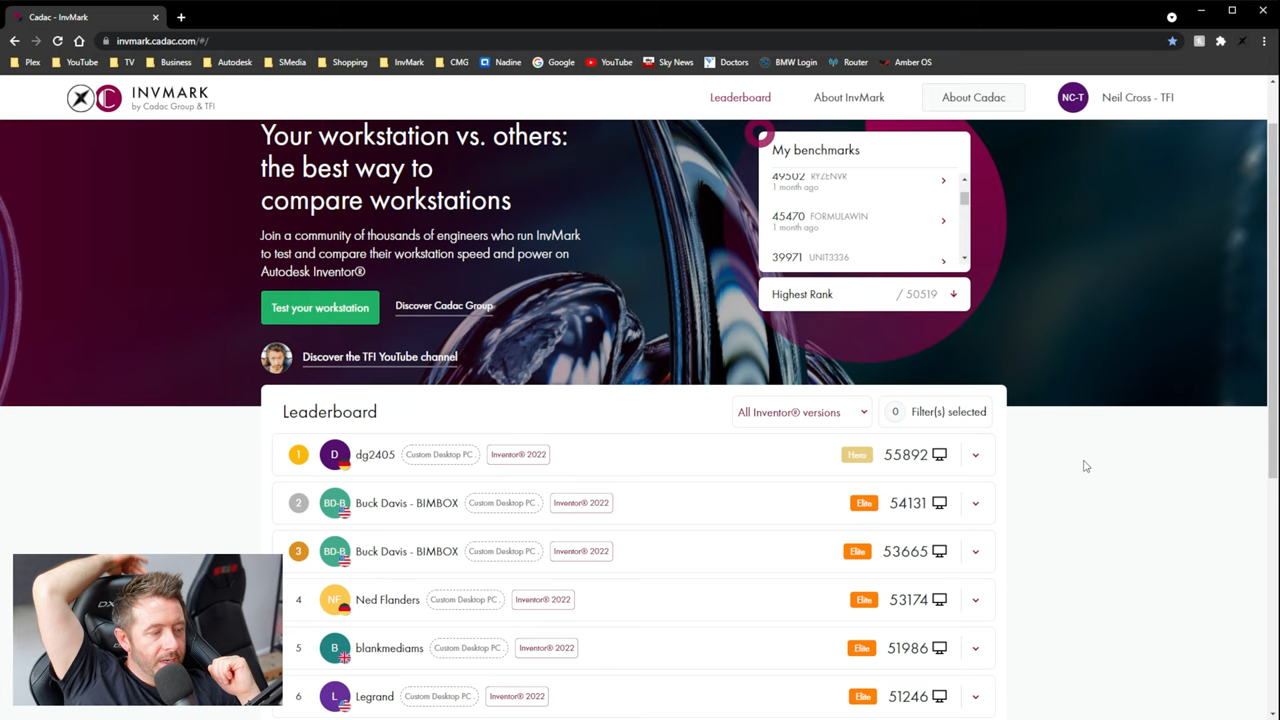 Cadac - InvMark
invmark.cadac.com/#/
Plex YouTube TV Business Autodesk SMedia Shopping InvMark CMG Nadine Google YouTube Sky News Doctors BMW Login Router Amber OS
INVMARK
by Cadac Group & TFI
Leaderboard About InvMark About Cadac NC-T Neil Cross - TFI
Your workstation vs. others:
the best way to
compare workstations
Join a community of thousands of engineers who run InvMark
to test and compare their workstation speed and power on
Autodesk Inventor®
Test your workstation Discover Cadac Group
Discover the TFI YouTube channel
My benchmarks
49502 RYZENVR
1 month ago
45470 FORMULAWIN
1 month ago
39971 UNIT3336
Highest Rank / 50519
Leaderboard All Inventor® versions 0 Filter(s) selected
1 D dg2405 Custom Desktop PC . Inventor® 2022 Hero 55892
2 BD-B Buck Davis - BIMBOX Custom Desktop PC . Inventor® 2022 Elite 54131
3 BD-B Buck Davis - BIMBOX Custom Desktop PC . Inventor® 2022 Elite 53665
4 NF Ned Flanders Custom Desktop PC . Inventor® 2022 Elite 53174
5 B blankmediams Custom Desktop PC . Inventor® 2022 Elite 51986
6 L Legrand Custom Desktop PC . Inventor® 2022 Elite 51246